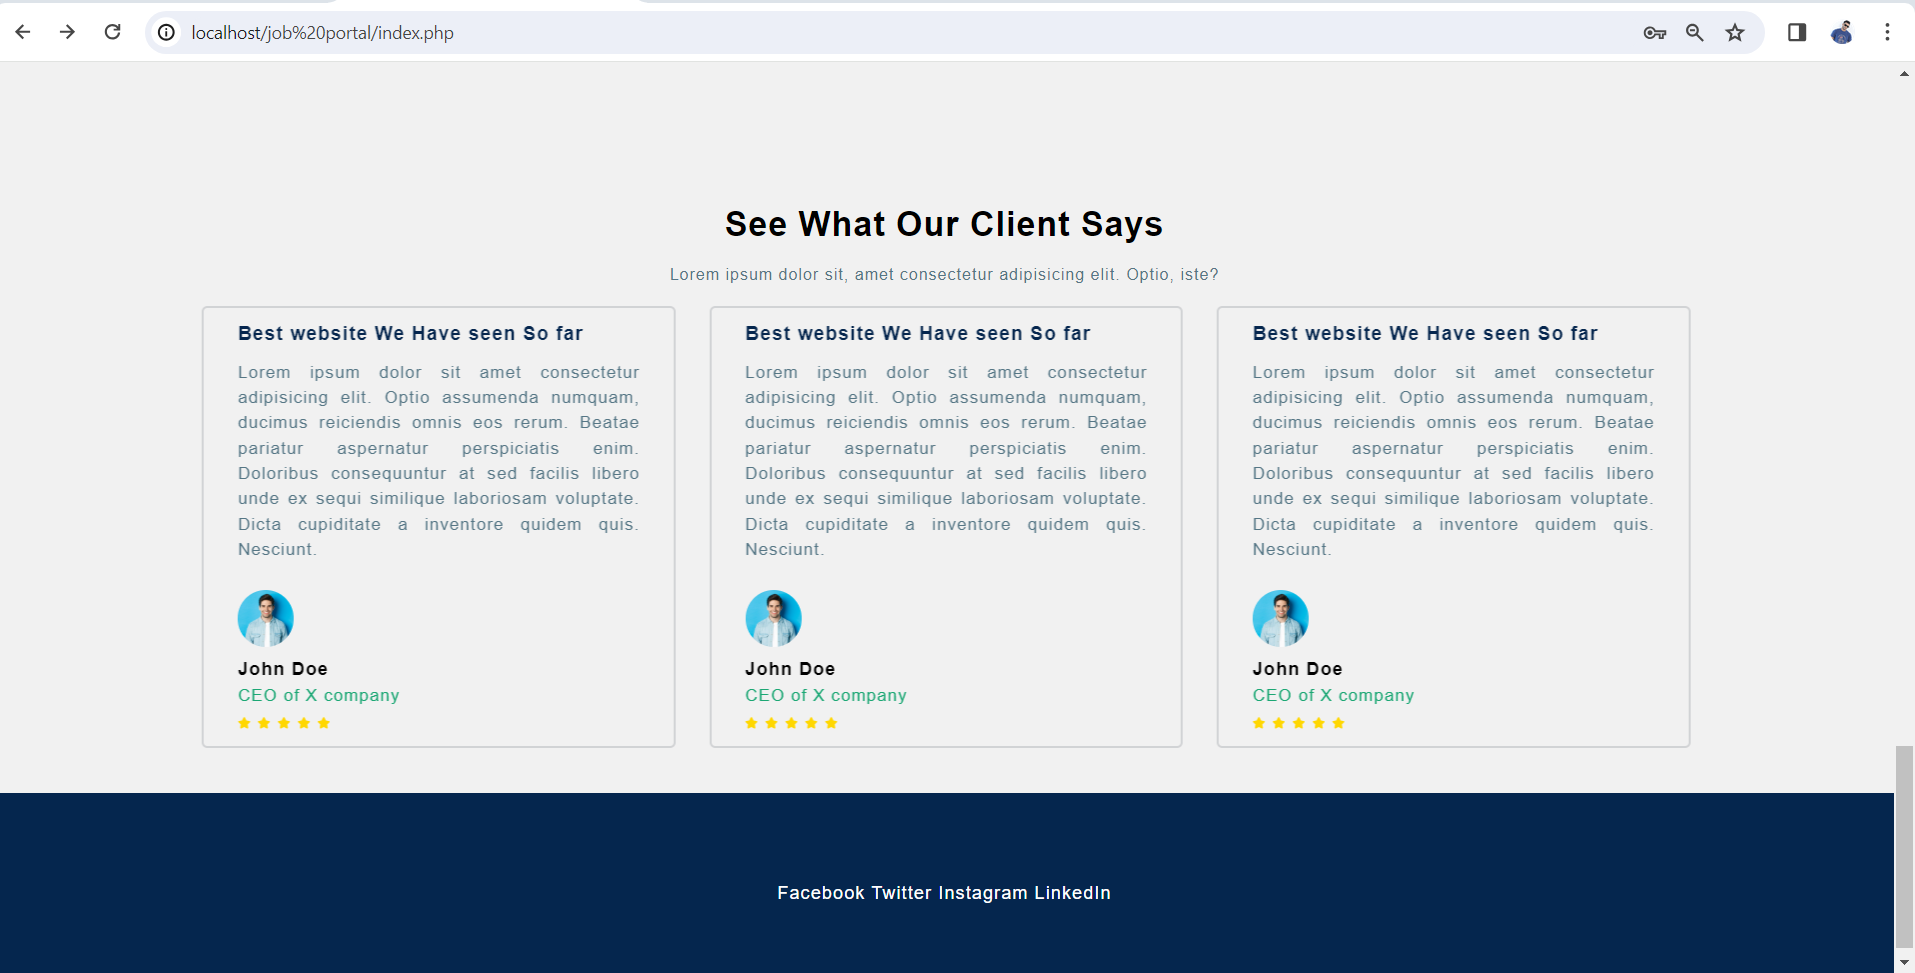 localhost/job%20portal/index.php
See What Our Client Says
Lorem ipsum dolor sit, amet consectetur adipisicing elit. Optio, iste?
Best website We Have seen So far
Lorem ipsum dolor sit amet consectetur
adipisicing elit. Optio assumenda numquam,
ducimus reiciendis omnis eos rerum. Beatae
pariatur aspernatur perspiciatis enim.
Doloribus consequuntur at sed facilis libero
unde ex sequi similique laboriosam voluptate.
Dicta cupiditate a inventore quidem quis.
Nesciunt.
John Doe
CEO of X company
Best website We Have seen So far
Lorem ipsum dolor sit amet consectetur
adipisicing elit. Optio assumenda numquam,
ducimus reiciendis omnis eos rerum. Beatae
pariatur aspernatur perspiciatis enim.
Doloribus consequuntur at sed facilis libero
unde ex sequi similique laboriosam voluptate.
Dicta cupiditate a inventore quidem quis.
Nesciunt.
John Doe
CEO of X company
Best website We Have seen So far
Lorem ipsum dolor sit amet consectetur
adipisicing elit. Optio assumenda numquam,
ducimus reiciendis omnis eos rerum. Beatae
pariatur aspernatur perspiciatis enim.
Doloribus consequuntur at sed facilis libero
unde ex sequi similique laboriosam voluptate.
Dicta cupiditate a inventore quidem quis.
Nesciunt.
John Doe
CEO of X company
Facebook Twitter Instagram LinkedIn